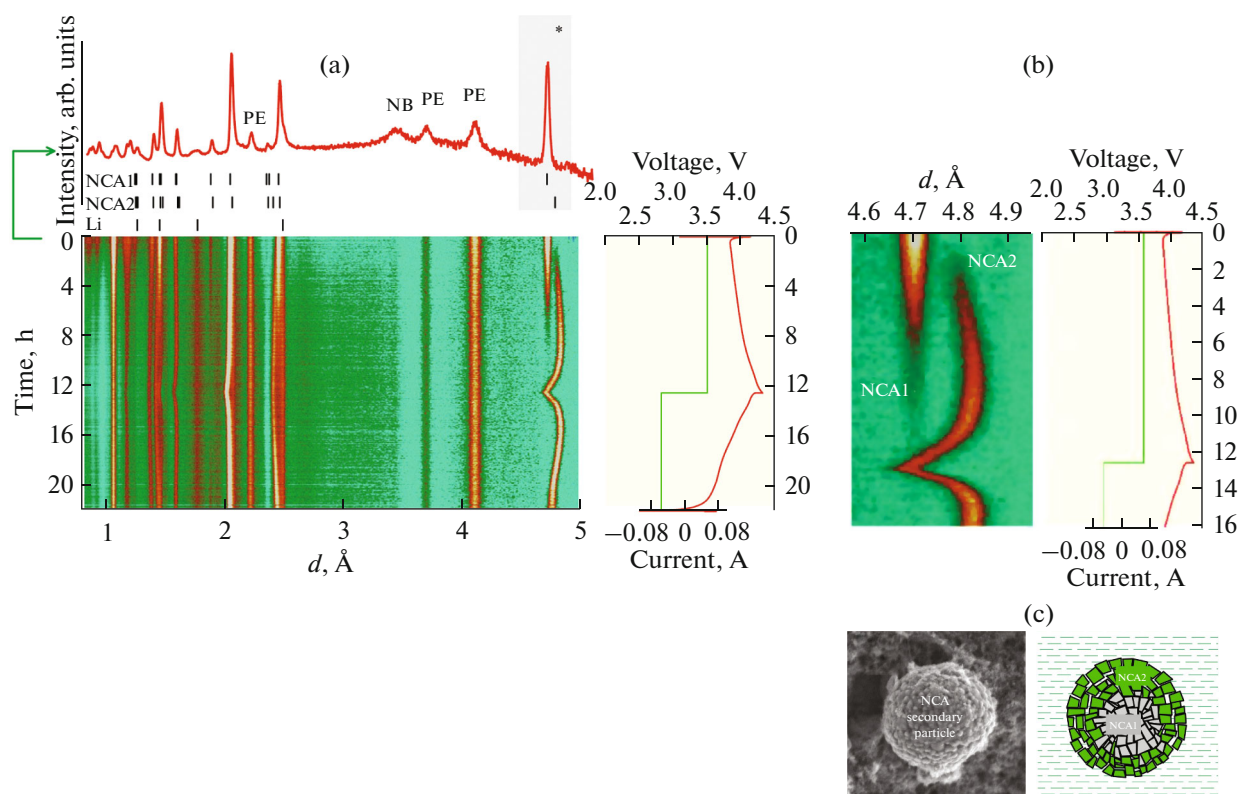 (a)
(b)
*
Intensity, arb. units
PE
NB
PE
PE
NCA1
NCA2
Li
Voltage, V
2.0 3.0 4.0
2.5 3.5 4.5
Time, h
0
4
8
12
16
20
1 2 3 4 5
d, Å
0
4
8
12
16
20
−0.08 0 0.08
Current, A
d, Å
4.6 4.7 4.8 4.9
NCA2
NCA1
Voltage, V
2.0 3.0 4.0
2.5 3.5 4.5
0
2
4
6
8
10
12
14
16
−0.08 0 0.08
Current, A
(c)
NCA
secondary
particle
NCA2
NCA1